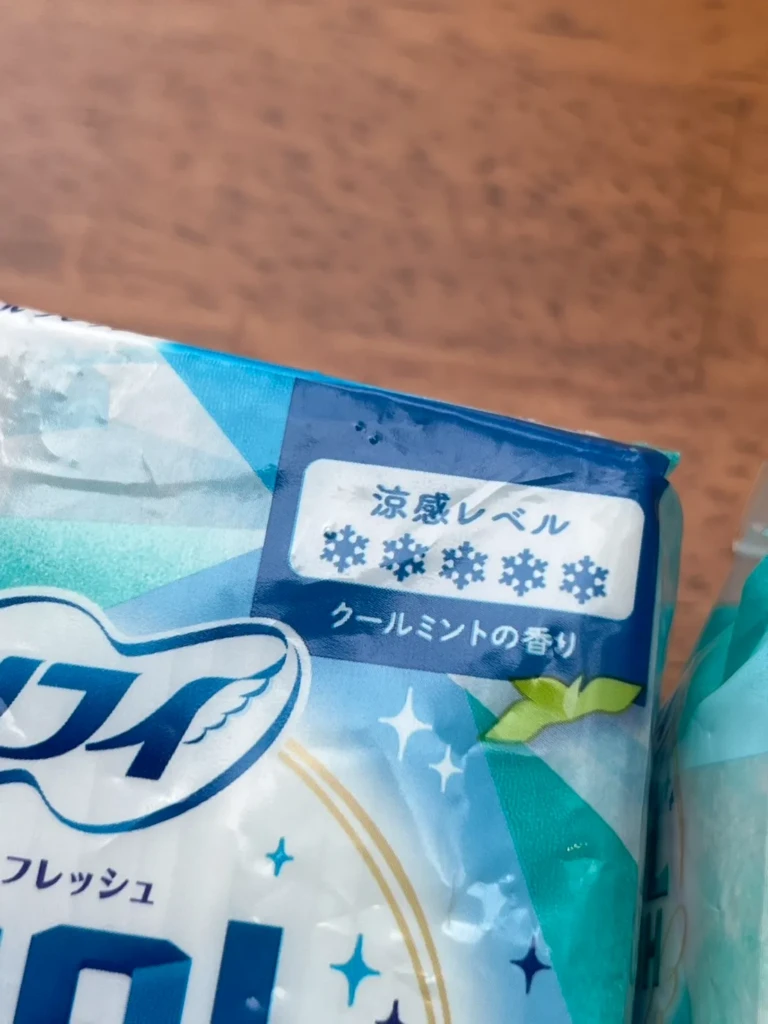 涼感レベル
クールミントの香り
フィ
フレッシュ